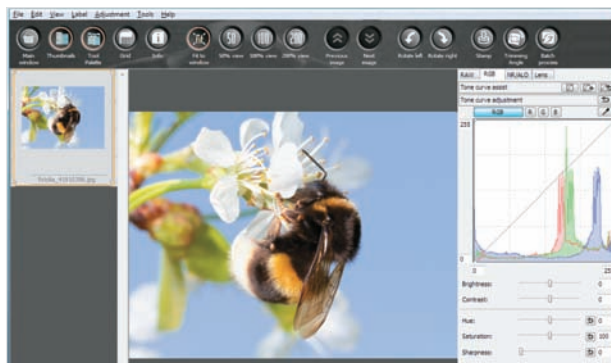 File Edit View Label Adjustment Tools Help
Main window
Thumbnails
Tool Palette
Grid
Info
Fit to window
50 50% view
100 100% view
200 200% view
Previous image
Next image
Rotate left
Rotate right
Stamp
Trimming Angle
Batch process
RAW RGB NR/ALO Lens
Tone curve assist
Tone curve adjustment
RGB R G B
255
0
0
Brightness: 0
Contrast: 0
Hue: 0
Saturation: 100
Sharpness: 0